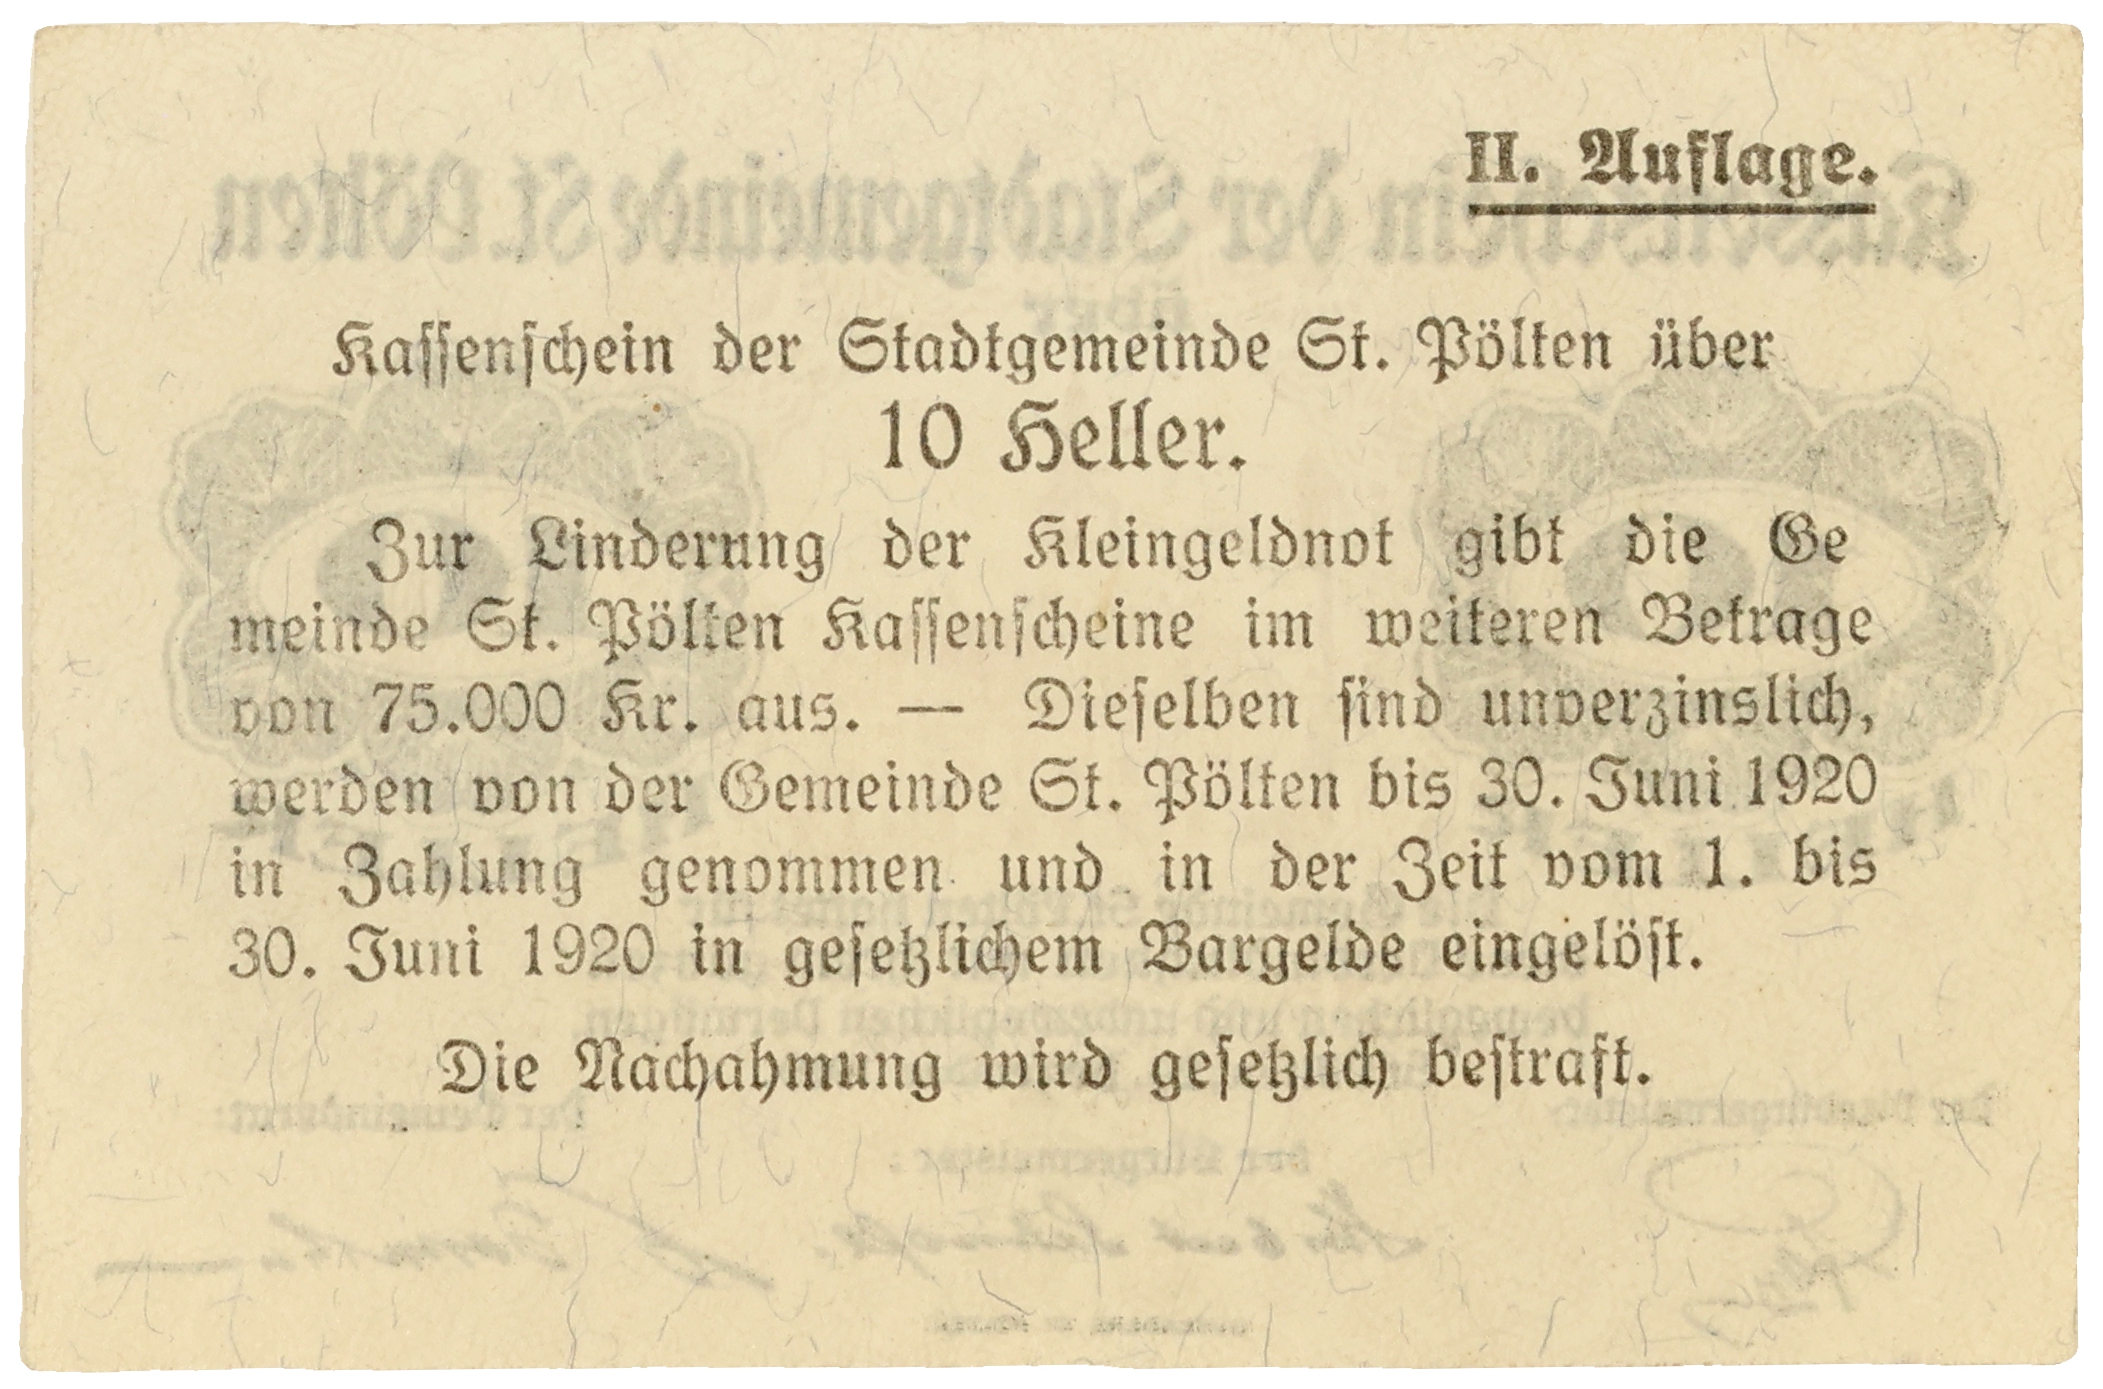 II. Auflage.
Kassenschein der Stadtgemeinde St. Pölten über
10 Heller.
Zur Linderung der Kleingeldnot gibt die Ge
meinde St. Pölten Kassenscheine im weiteren Betrage
von 75.000 Kr. aus. — Dieselben sind unverzinslich,
werden von der Gemeinde St. Pölten bis 30. Juni 1920
in Zahlung genommen und in der Zeit vom 1. bis
30. Juni 1920 in gesetzlichem Bargelde eingelöst.
Die Nachahmung wird gesetzlich bestraft.